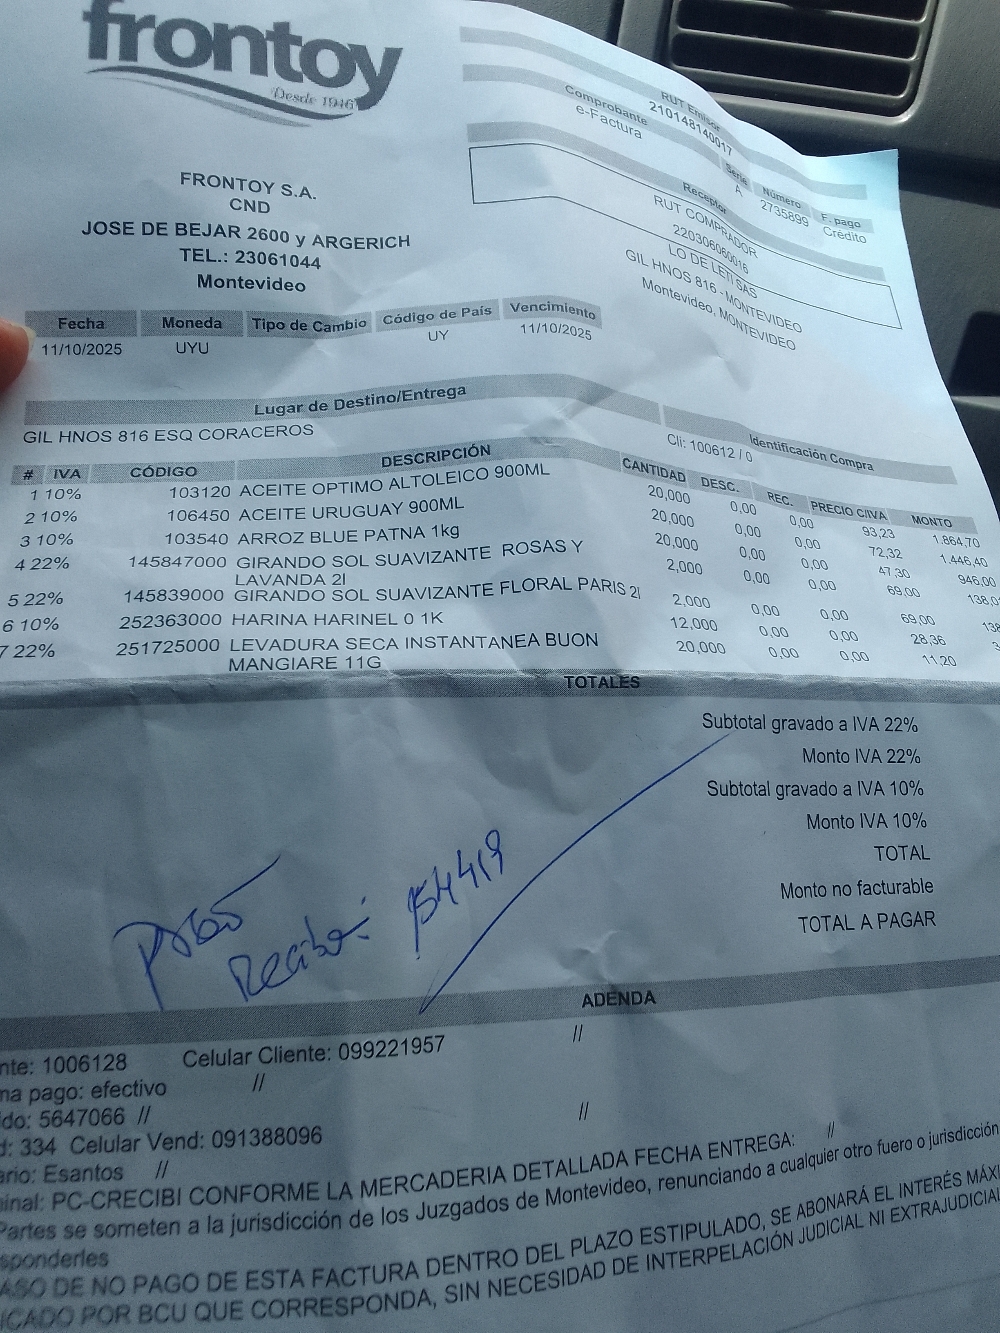 frontoy
Desde 1946
FRONTOY S.A.
CND
JOSE DE BEJAR 2600 y ARGERICH
TEL.: 23061044
Montevideo
RUT Emisor
210148140017
Comprobante
e-Factura
Serie Número F. pago
A 2735899 Crédito
Receptor
RUT COMPRADOR
220306060016
LO DE LETI SAS
GIL HNOS 816 - MONTEVIDEO
Montevideo, MONTEVIDEO
Fecha Moneda Tipo de Cambio Código de País Vencimiento
11/10/2025 UYU UY 11/10/2025
Lugar de Destino/Entrega
Identificación Compra
GIL HNOS 816 ESQ CORACEROS
Cli: 100612 / 0
# IVA CÓDIGO DESCRIPCIÓN CANTIDAD DESC. REC. PRECIO C/IVA MONTO
1 10% 103120 ACEITE OPTIMO ALTOLEICO 900ML 20,000 0,00 0,00 93,23 1.864,70
2 10% 106450 ACEITE URUGUAY 900ML 20,000 0,00 0,00 72,32 1.446,40
3 10% 103540 ARROZ BLUE PATNA 1kg 20,000 0,00 0,00 47,30 946,00
4 22% 145847000 GIRANDO SOL SUAVIZANTE ROSAS Y 2,000 0,00 0,00 69,00 138,0
LAVANDA 2l
5 22% 145839000 GIRANDO SOL SUAVIZANTE FLORAL PARIS 2l 2,000 0,00 0,00 69,00 138
6 10% 252363000 HARINA HARINEL 0 1K 12,000 0,00 0,00 28,36 3
7 22% 251725000 LEVADURA SECA INSTANTANEA BUON 20,000 0,00 0,00 11,20
MANGIARE 11G
TOTALES
Subtotal gravado a IVA 22%
Monto IVA 22%
Subtotal gravado a IVA 10%
Monto IVA 10%
TOTAL
Monto no facturable
TOTAL A PAGAR
Recibo: 154419
ADENDA
nte: 1006128 Celular Cliente: 099221957 //
ma pago: efectivo //
do: 5647066 //
d: 334 Celular Vend: 091388096 //
ario: Esantos //
inal: PC-CRECIBI CONFORME LA MERCADERIA DETALLADA FECHA ENTREGA: //
Partes se someten a la jurisdicción de los Juzgados de Montevideo, renunciando a cualquier otro fuero o jurisdicción
sponderles
ASO DE NO PAGO DE ESTA FACTURA DENTRO DEL PLAZO ESTIPULADO, SE ABONARÁ EL INTERÉS MÁXI
ICADO POR BCU QUE CORRESPONDA, SIN NECESIDAD DE INTERPELACIÓN JUDICIAL NI EXTRAJUDICIAL